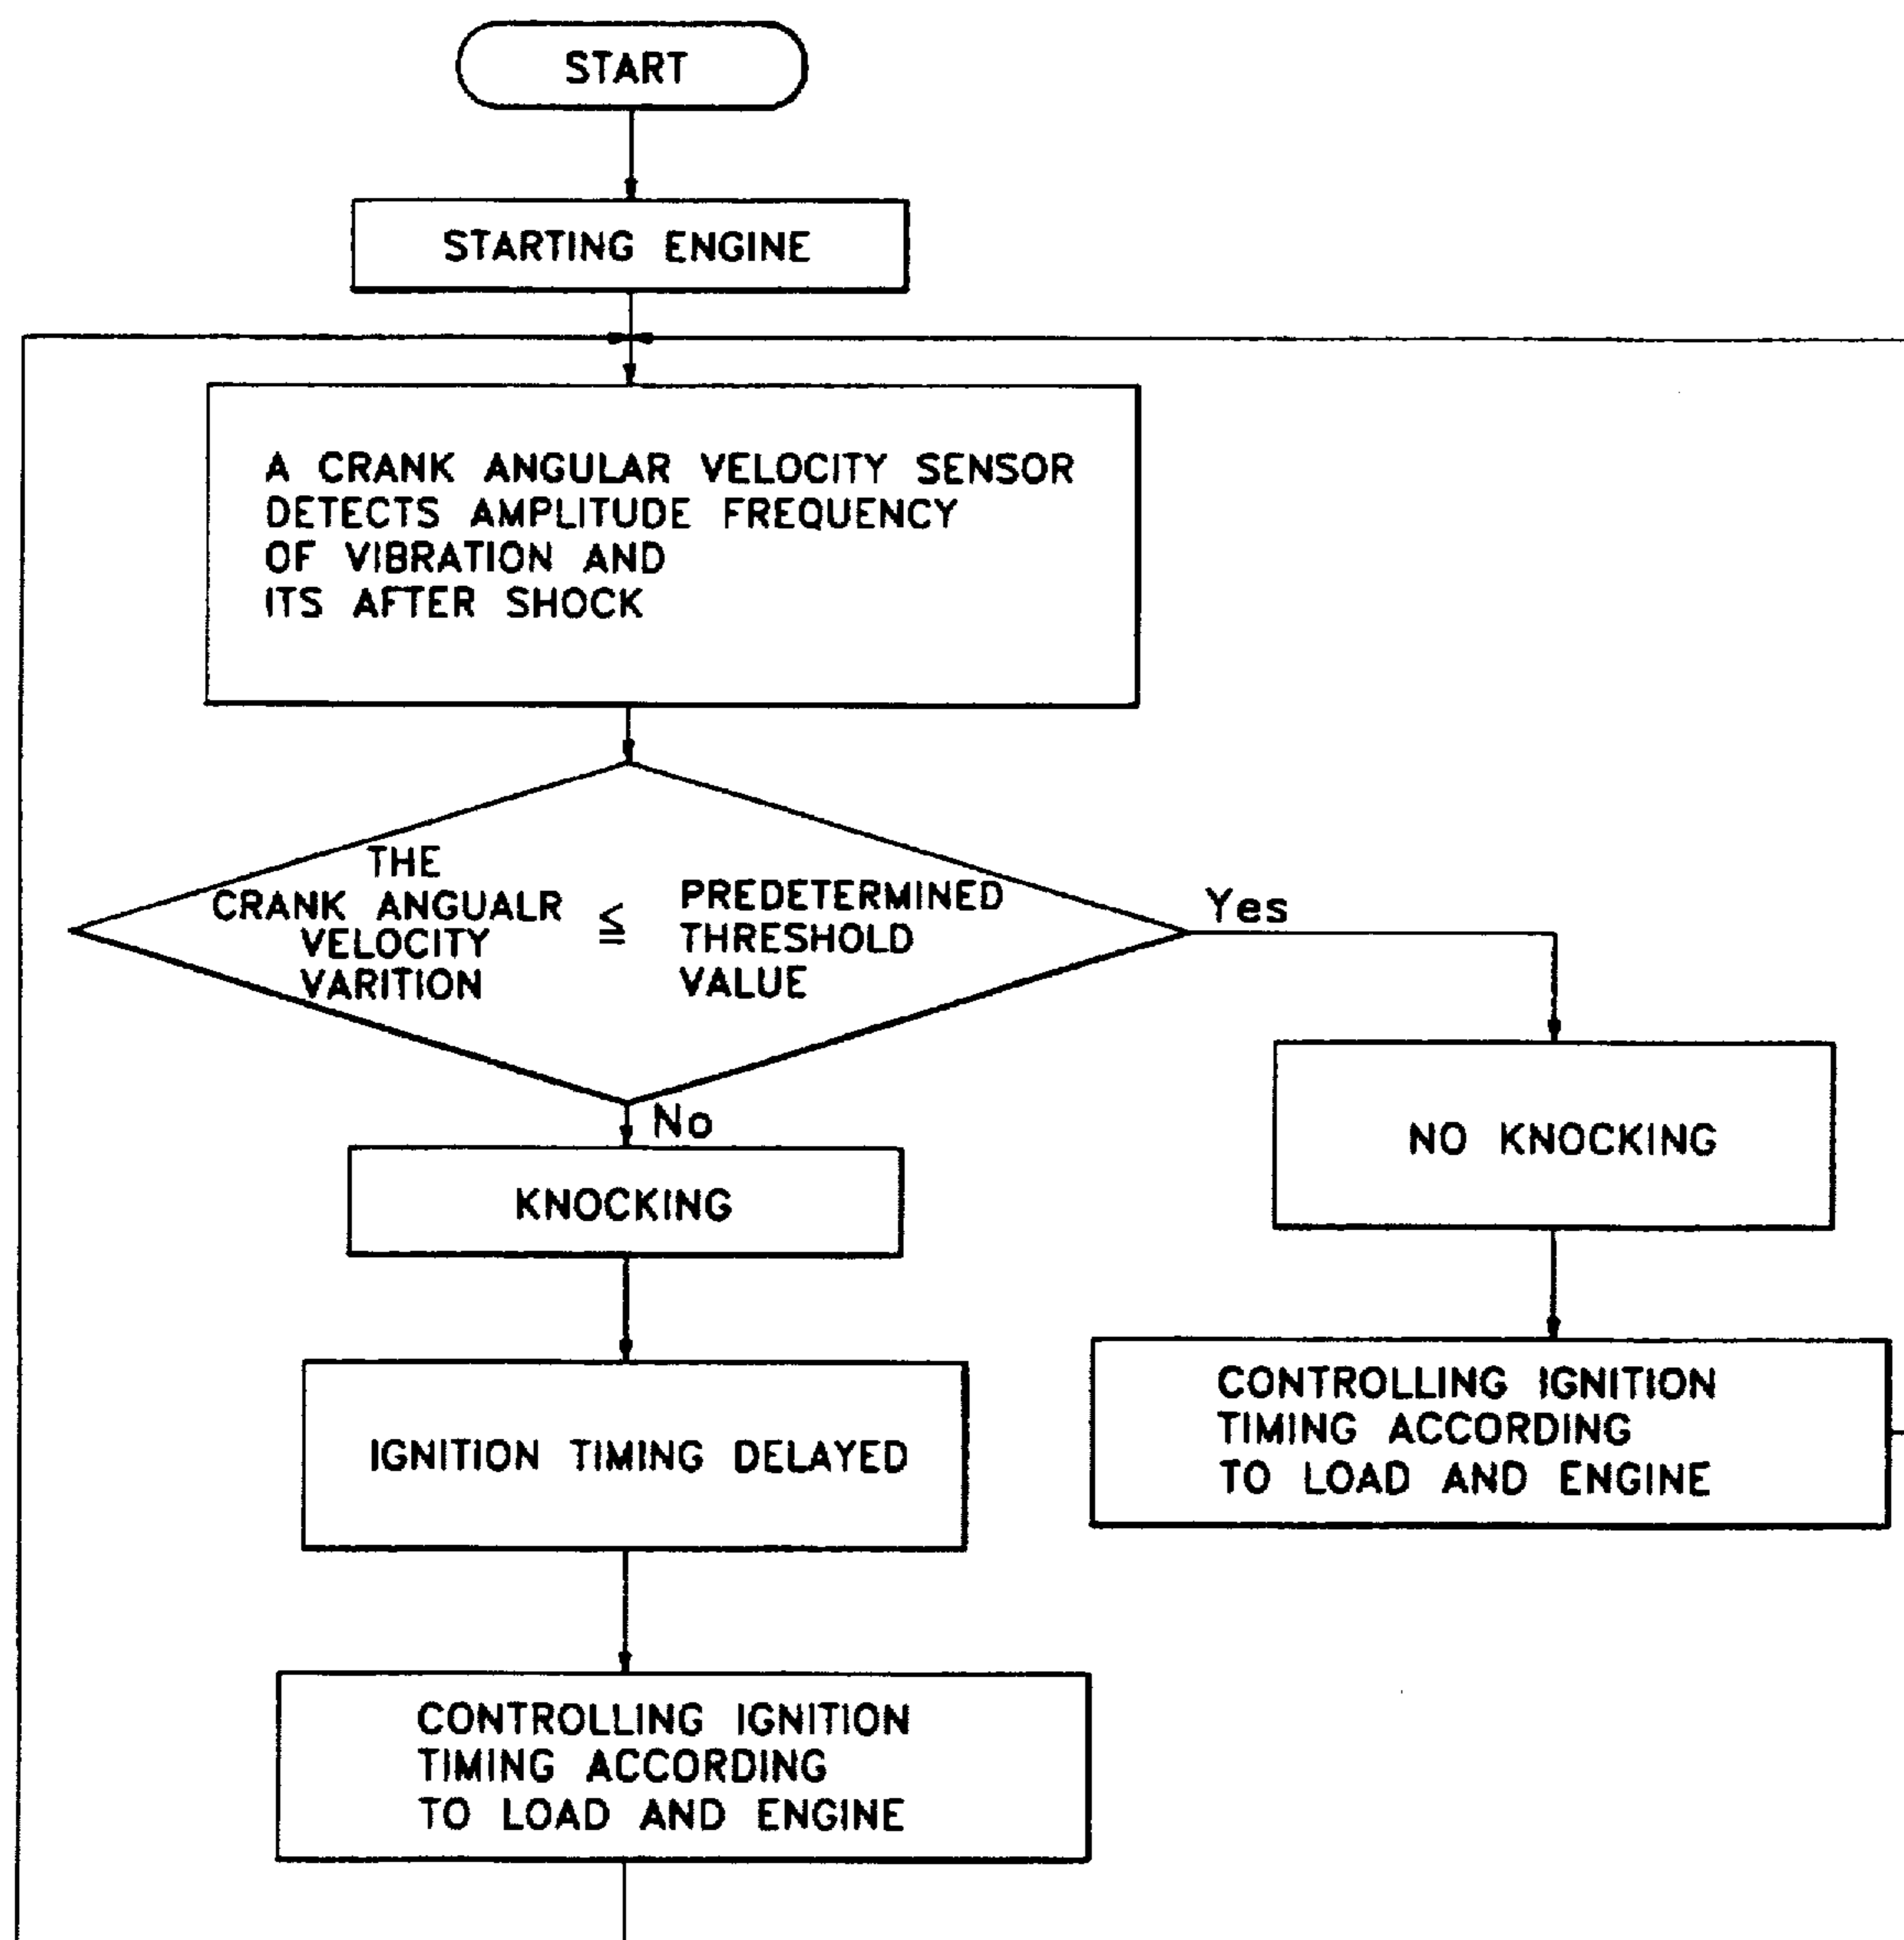 START
STARTING ENGINE
A CRANK ANGULAR VELOCITY SENSOR
DETECTS AMPLITUDE FREQUENCY
OF VIBRATION AND
ITS AFTER SHOCK
THE
CRANK ANGUALR
VELOCITY
VARITION
≦
PREDETERMINED
THRESHOLD
VALUE
Yes
No
KNOCKING
NO KNOCKING
IGNITION TIMING DELAYED
CONTROLLING IGNITION
TIMING ACCORDING
TO LOAD AND ENGINE
CONTROLLING IGNITION
TIMING ACCORDING
TO LOAD AND ENGINE